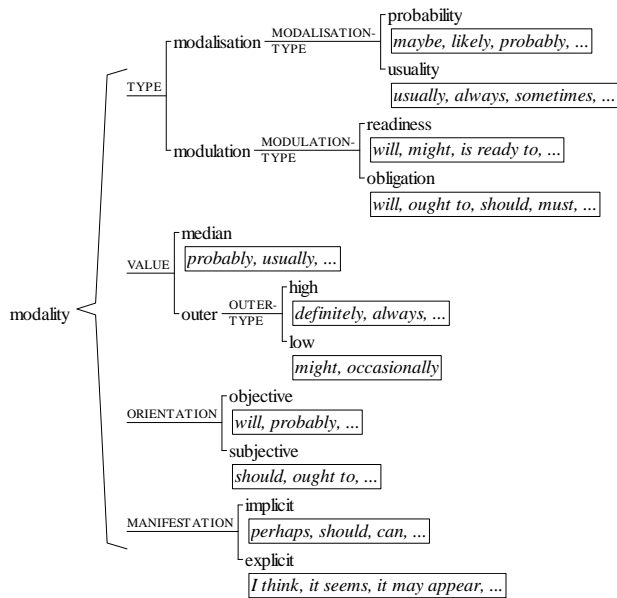 probability
modalisation MODALISATION-TYPE
maybe, likely, probably, ...
usuality
usually, always, sometimes, ...
TYPE
readiness
modulation MODULATION-TYPE
will, might, is ready to, ...
obligation
will, ought to, should, must, ...
median
probably, usually, ...
VALUE
high
outer OUTER-TYPE
definitely, always, ...
modality
low
might, occasionally
objective
ORIENTATION
will, probably, ...
subjective
should, ought to, ...
implicit
MANIFESTATION
perhaps, should, can, ...
explicit
I think, it seems, it may appear, ...